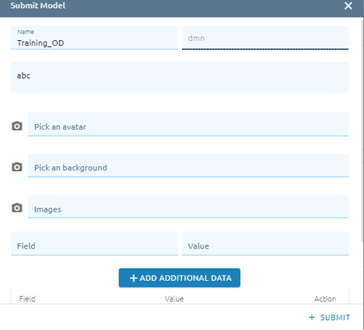 Submit Model
Name
Training_OD
dmn
abc
Pick an avatar
Pick an background
Images
Field Value
+ ADD ADDITIONAL DATA
Field Value Action
+ SUBMIT